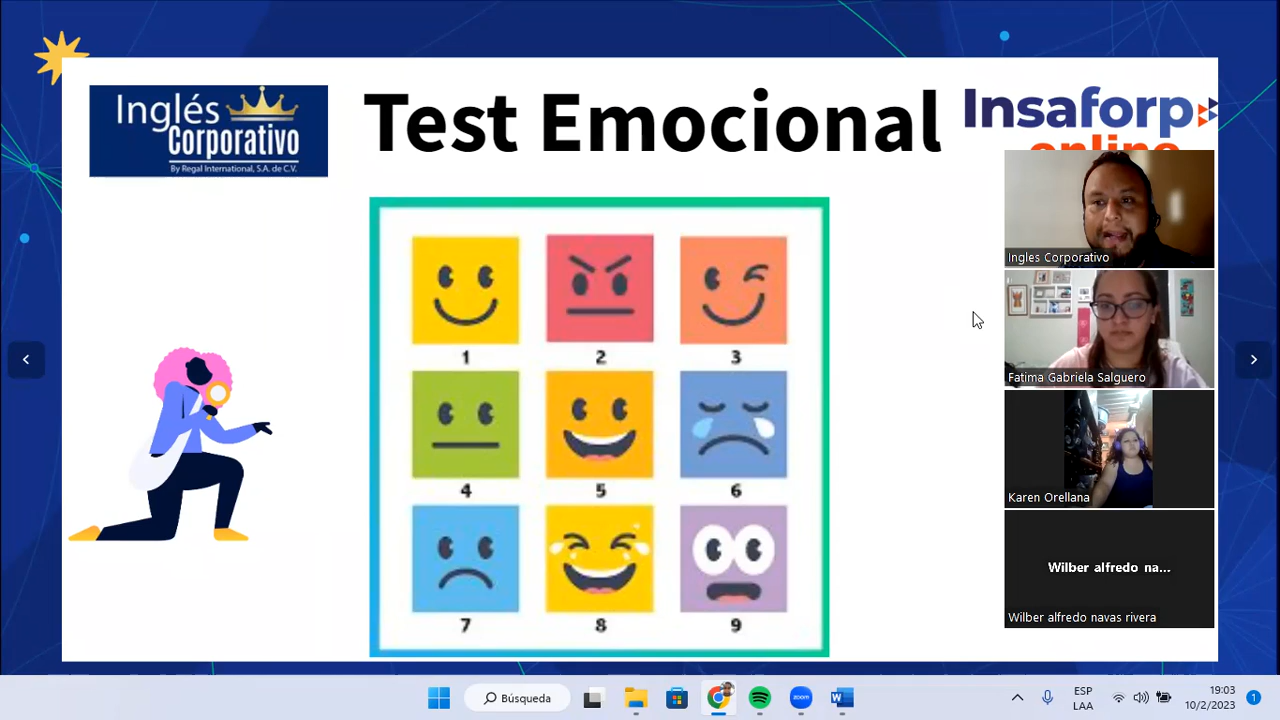 Inglés
Corporativo
By Regal International, S.A. de C.V.
Test Emocional
Insaforp
online
1
2
3
4
5
6
7
8
9
Ingles Corporativo
Fatima Gabriela Salguero
Karen Orellana
Wilber alfredo na...
Wilber alfredo navas rivera
Búsqueda
zoom
W
ESP
LAA
19:03
10/2/2023
1